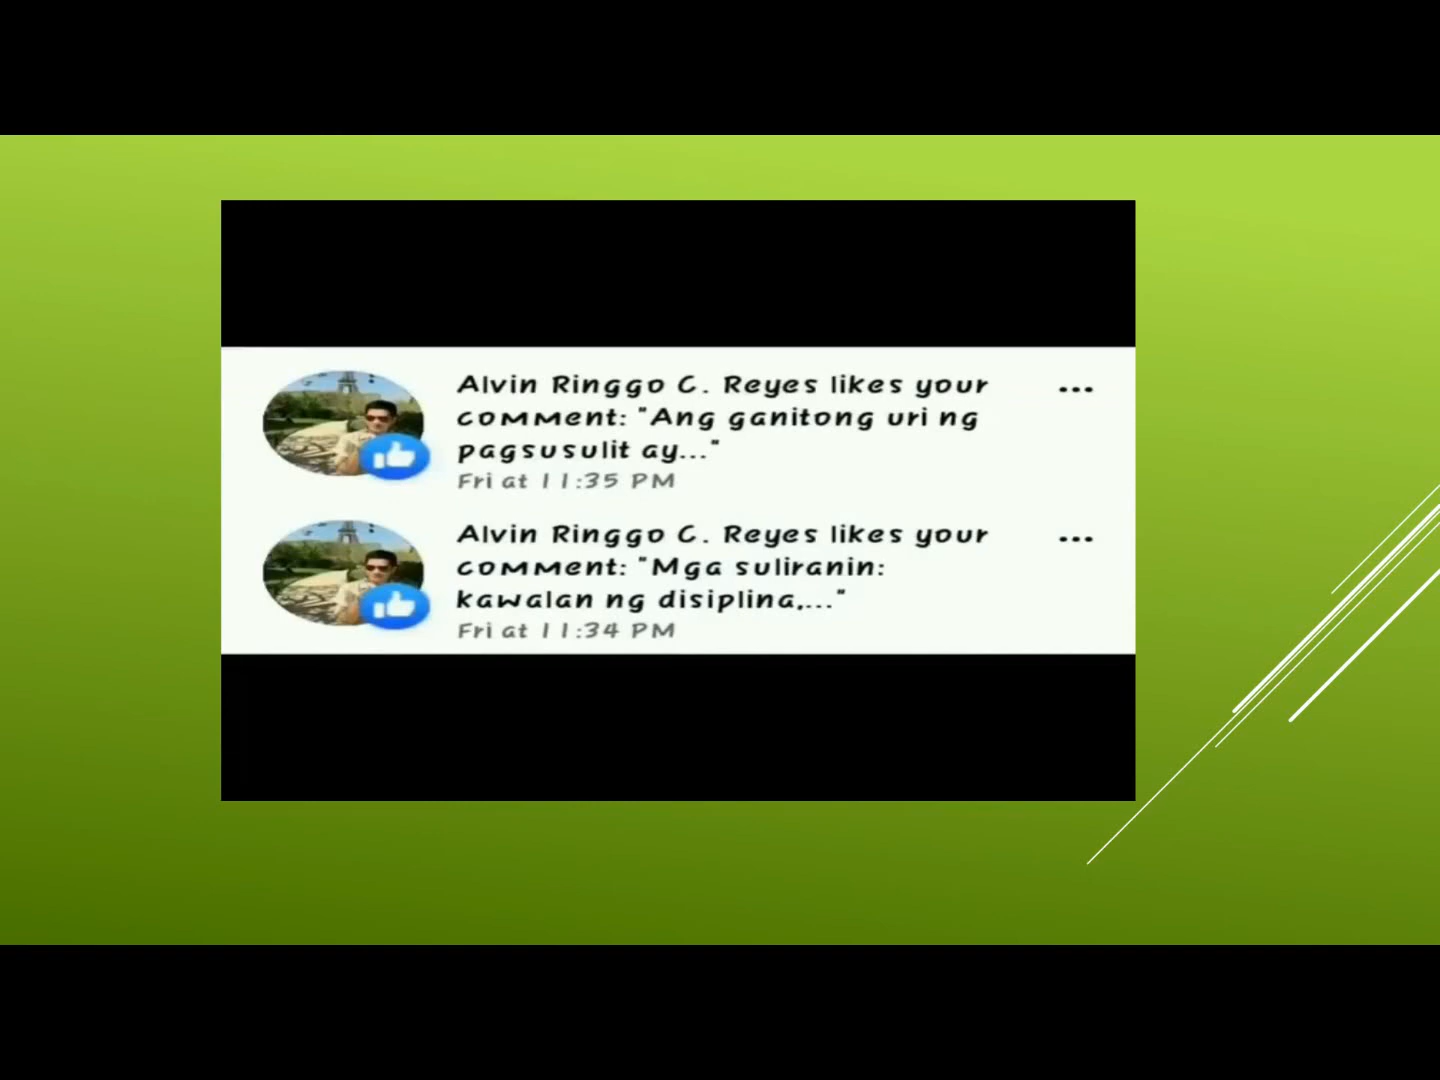 Alvin Ringgo C. Reyes likes your
comment: "Ang ganitong uri ng
pagsusulit ay..."
Fri at 11:35 PM
Alvin Ringgo C. Reyes likes your
comment: "Mga suliranin:
kawalan ng disiplina,..."
Fri at 11:34 PM